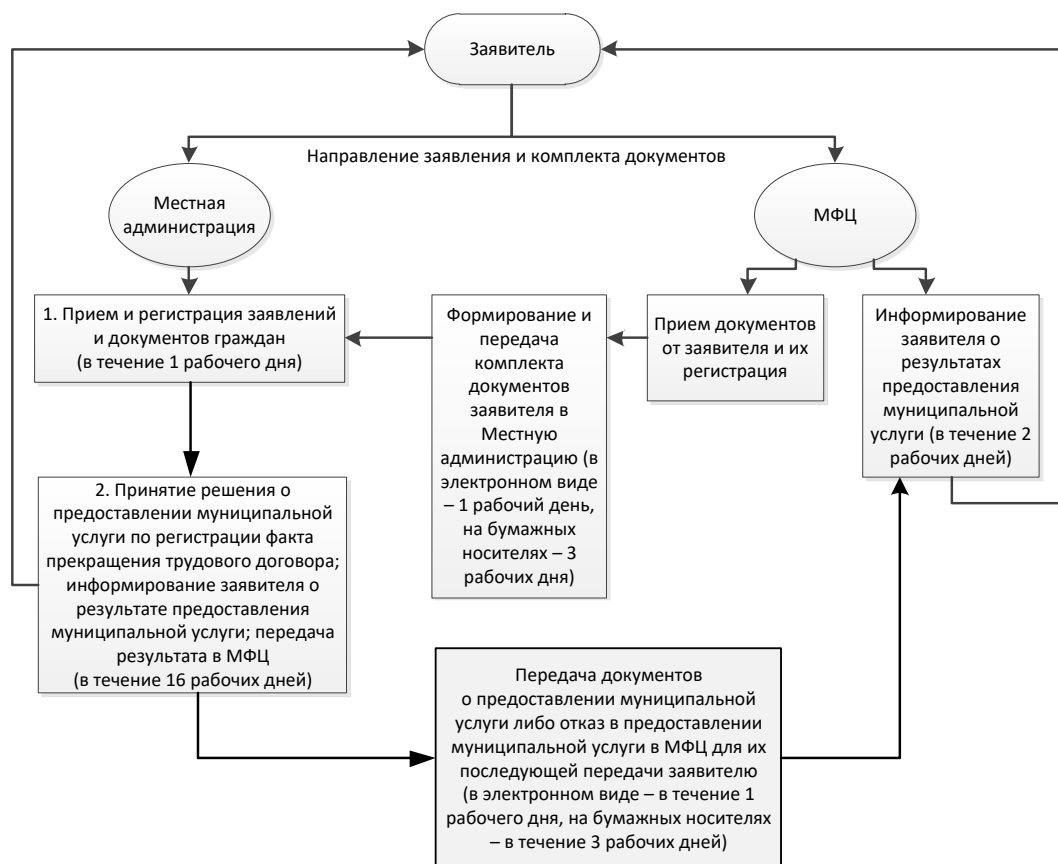 Заявитель
Направление заявления и комплекта документов
Местная
администрация
МФЦ
1. Прием и регистрация заявлений
и документов граждан
(в течение 1 рабочего дня)
Формирование и
передача
комплекта
документов
заявителя в
Местную
администрацию (в
электронном виде
– 1 рабочий день,
на бумажных
носителях – 3
рабочих дня)
Прием документов
от заявителя и их
регистрация
Информирование
заявителя о
результатах
предоставления
муниципальной
услуги (в течение 2
рабочих дней)
2. Принятие решения о
предоставлении муниципальной
услуги по регистрации факта
прекращения трудового договора;
информирование заявителя о
результате предоставления
муниципальной услуги; передача
результата в МФЦ
(в течение 16 рабочих дней)
Передача документов
о предоставлении муниципальной
услуги либо отказ в предоставлении
муниципальной услуги в МФЦ для их
последующей передачи заявителю
(в электронном виде – в течение 1
рабочего дня, на бумажных носителях
– в течение 3 рабочих дней)